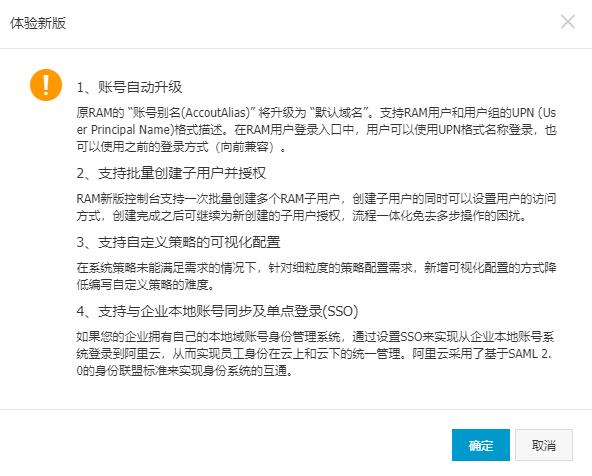 体验新版
1、账号自动升级
原RAM的 “账号别名(AccoutAlias)” 将升级为 “默认域名”。支持RAM用户和用户组的UPN (Us
er Principal Name)格式描述。在RAM用户登录入口中，用户可以使用UPN格式名称登录，也
可以使用之前的登录方式（向前兼容）。
2、支持批量创建子用户并授权
RAM新版控制台支持一次批量创建多个RAM子用户，创建子用户的同时可以设置用户的访问
方式，创建完成之后可继续为新创建的子用户授权，流程一体化免去多步操作的困扰。
3、支持自定义策略的可视化配置
在系统策略未能满足需求的情况下，针对细粒度的策略配置需求，新增可视化配置的方式降
低编写自定义策略的难度。
4、支持与企业本地账号同步及单点登录(SSO)
如果您的企业拥有自己的本地域账号身份管理系统，通过设置SSO来实现从企业本地账号系
统登录到阿里云，从而实现员工身份在云上和云下的统一管理。阿里云采用了基于SAML 2.
0的身份联盟标准来实现身份系统的互通。
确定
取消